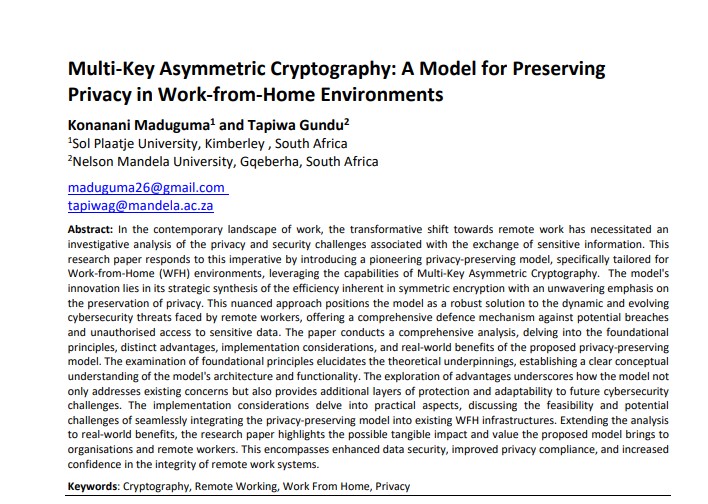 Multi-Key Asymmetric Cryptography: A Model for Preserving
Privacy in Work-from-Home Environments
Konanani Maduguma1 and Tapiwa Gundu2
1Sol Plaatje University, Kimberley , South Africa
2Nelson Mandela University, Gqeberha, South Africa
maduguma26@gmail.com
tapiwag@mandela.ac.za
Abstract: In the contemporary landscape of work, the transformative shift towards remote work has necessitated an
investigative analysis of the privacy and security challenges associated with the exchange of sensitive information. This
research paper responds to this imperative by introducing a pioneering privacy-preserving model, specifically tailored for
Work-from-Home (WFH) environments, leveraging the capabilities of Multi-Key Asymmetric Cryptography. The model's
innovation lies in its strategic synthesis of the efficiency inherent in symmetric encryption with an unwavering emphasis on
the preservation of privacy. This nuanced approach positions the model as a robust solution to the dynamic and evolving
cybersecurity threats faced by remote workers, offering a comprehensive defence mechanism against potential breaches
and unauthorised access to sensitive data. The paper conducts a comprehensive analysis, delving into the foundational
principles, distinct advantages, implementation considerations, and real-world benefits of the proposed privacy-preserving
model. The examination of foundational principles elucidates the theoretical underpinnings, establishing a clear conceptual
understanding of the model's architecture and functionality. The exploration of advantages underscores how the model not
only addresses existing concerns but also provides additional layers of protection and adaptability to future cybersecurity
challenges. The implementation considerations delve into practical aspects, discussing the feasibility and potential
challenges of seamlessly integrating the privacy-preserving model into existing WFH infrastructures. Extending the analysis
to real-world benefits, the research paper highlights the possible tangible impact and value the proposed model brings to
organisations and remote workers. This encompasses enhanced data security, improved privacy compliance, and increased
confidence in the integrity of remote work systems.
Keywords: Cryptography, Remote Working, Work From Home, Privacy